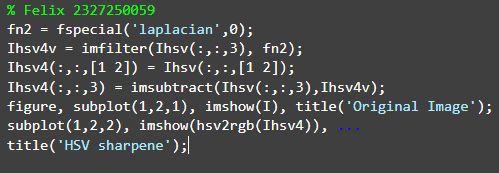 % Felix 2327250059
fn2 = fspecial('laplacian',0);
Ihsv4v = imfilter(Ihsv(:,:,3), fn2);
Ihsv4(:,:,[1 2]) = Ihsv(:,:,[1 2]);
Ihsv4(:,:,3) = imsubtract(Ihsv(:,:,3),Ihsv4v);
figure, subplot(1,2,1), imshow(I), title('Original Image');
subplot(1,2,2), imshow(hsv2rgb(Ihsv4)), ...
title('HSV sharpene');